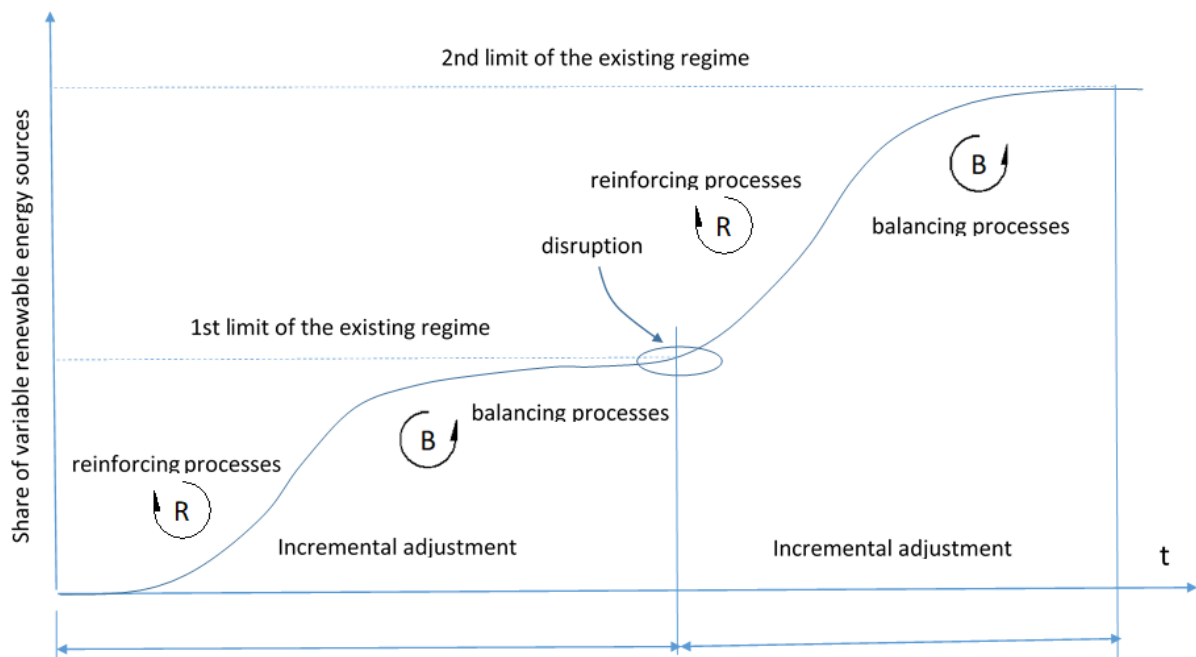 2nd limit of the existing regime
Share of variable renewable energy sources
B
reinforcing processes
R
balancing processes
disruption
1st limit of the existing regime
balancing processes
B
reinforcing processes
R
Incremental adjustment
Incremental adjustment
t